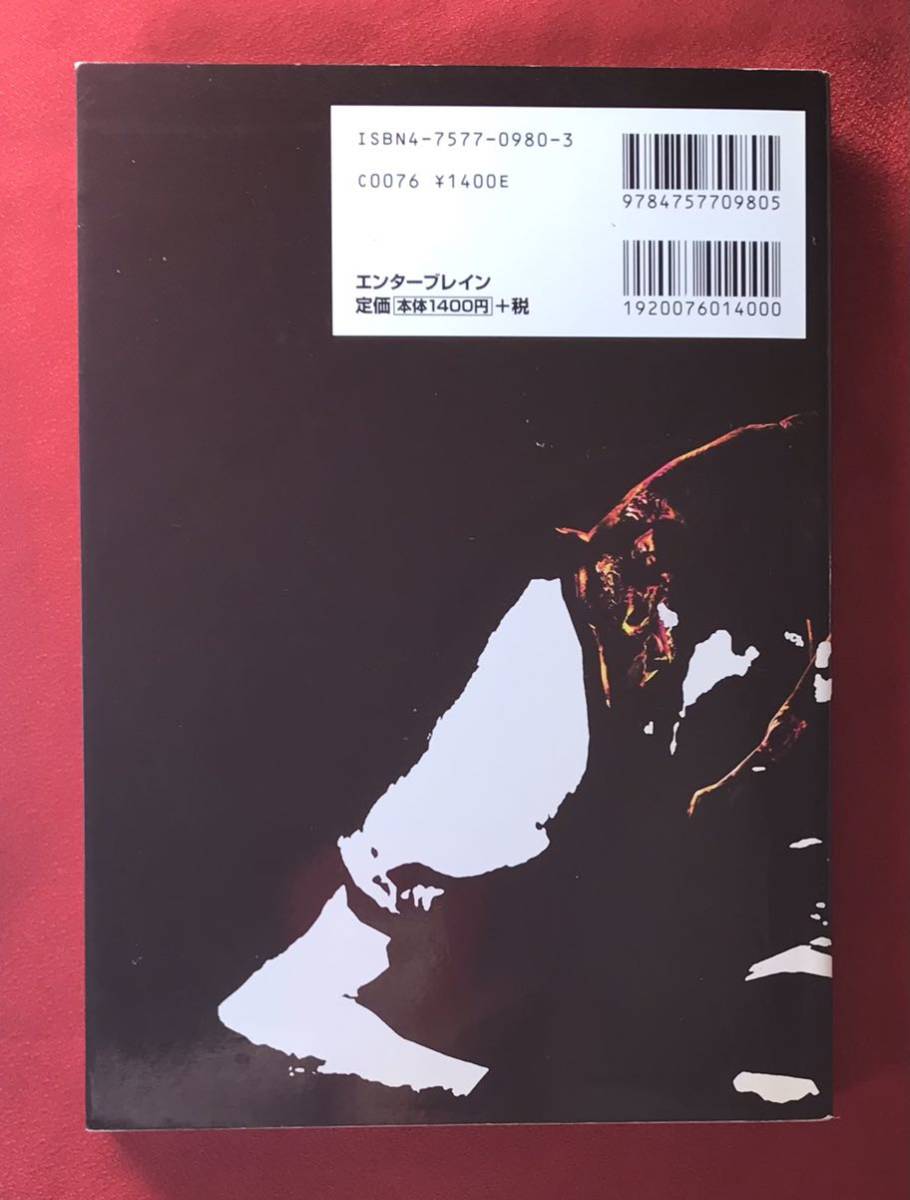 ISBN4-7577-0980-3
C0076 ¥1400E
9784757709805
エンターブレイン
定価 本体1400円 +税
1920076014000